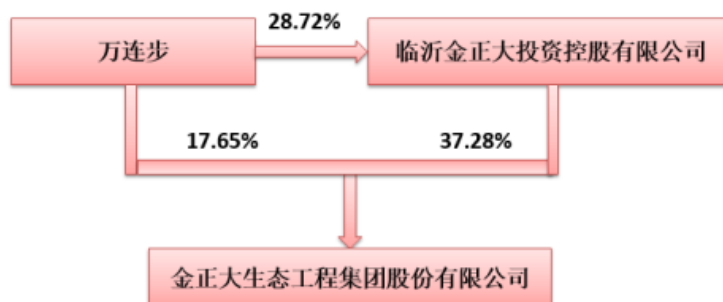 28.72%
万连步
临沂金正大投资控股有限公司
17.65%
37.28%
金正大生态工程集团股份有限公司